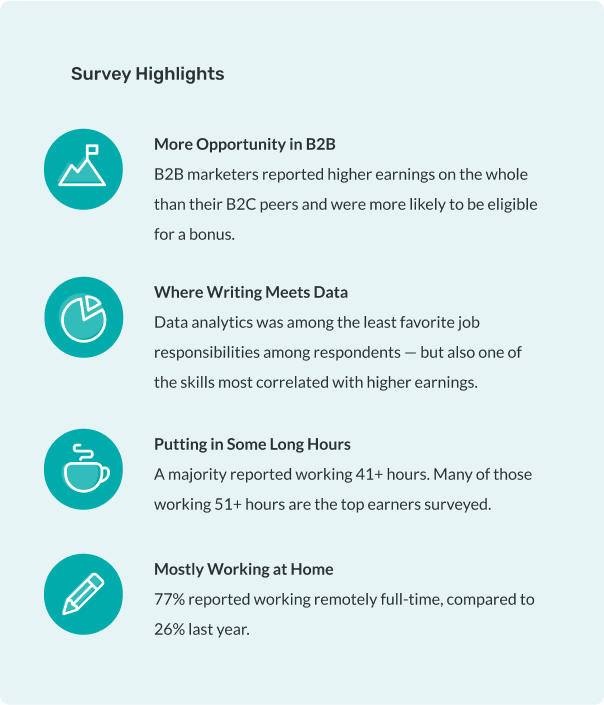 Survey Highlights
More Opportunity in B2B
B2B marketers reported higher earnings on the whole
than their B2C peers and were more likely to be eligible
for a bonus.
Where Writing Meets Data
Data analytics was among the least favorite job
responsibilities among respondents — but also one of
the skills most correlated with higher earnings.
Putting in Some Long Hours
A majority reported working 41+ hours. Many of those
working 51+ hours are the top earners surveyed.
Mostly Working at Home
77% reported working remotely full-time, compared to
26% last year.